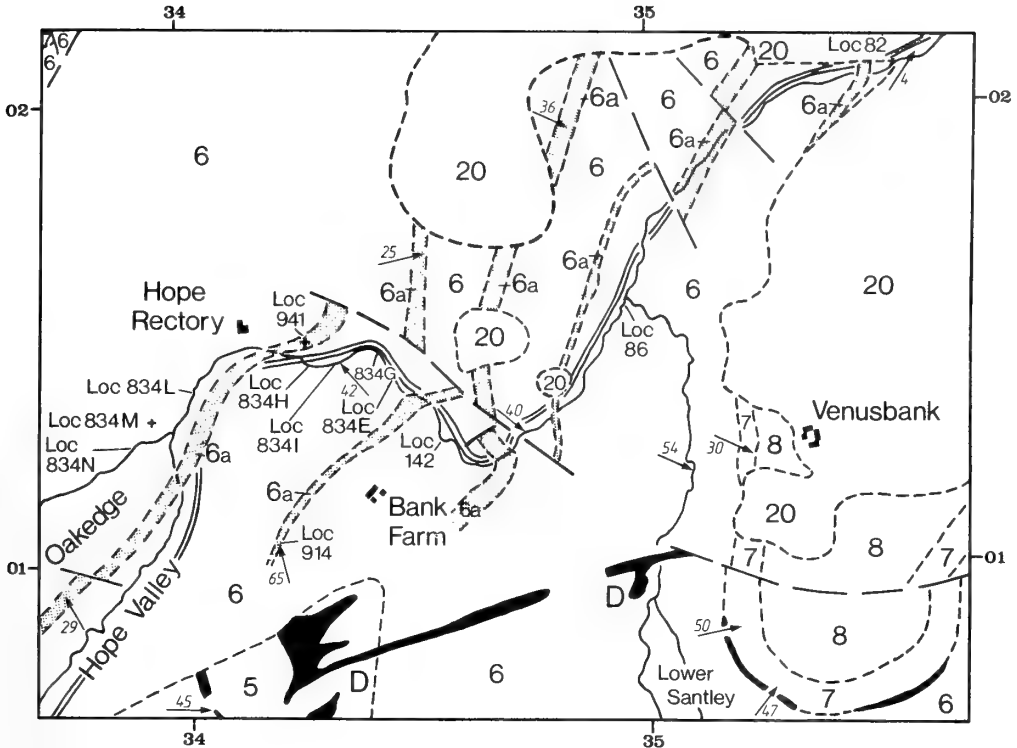 34
35
7
6
6
02
02
6
20
Loc 82
4
6a
36
6
6a
6a
6
6
20
25
6
6a
6a
6a
6
20
Hope
Rectory
Loc
941
20
Loc
86
Loc 834L
Loc
834H
42
834G
20
Loc 834M +
Loc
834I
Loc
834E
40
7
Venusbank
Loc
834N
6a
Loc
142
54
30
8
6a
Bank
Farm
6a
20
Oakedge
Loc
914
8
01
65
7
7
01
6
D
29
Hope Valley
50
8
D
6
5
Lower
Santley
45
47
7
6
34
35